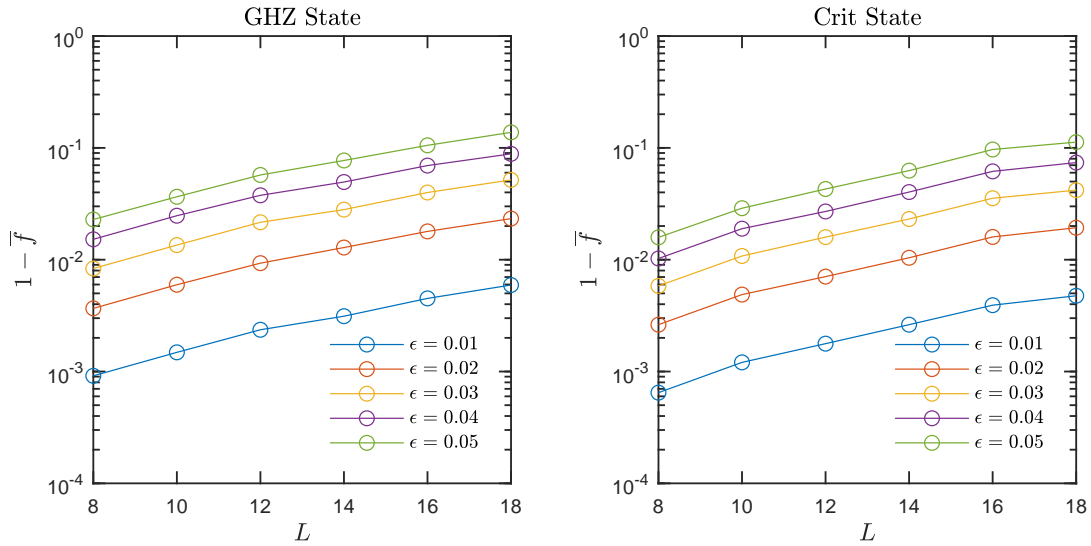 GHZ State
10^0
10^-1
10^-2
10^-3
10^-4
1 − f̅
8 10 12 14 16 18
L
ϵ = 0.01
ϵ = 0.02
ϵ = 0.03
ϵ = 0.04
ϵ = 0.05
Crit State
10^0
10^-1
10^-2
10^-3
10^-4
1 − f̅
8 10 12 14 16 18
L
ϵ = 0.01
ϵ = 0.02
ϵ = 0.03
ϵ = 0.04
ϵ = 0.05